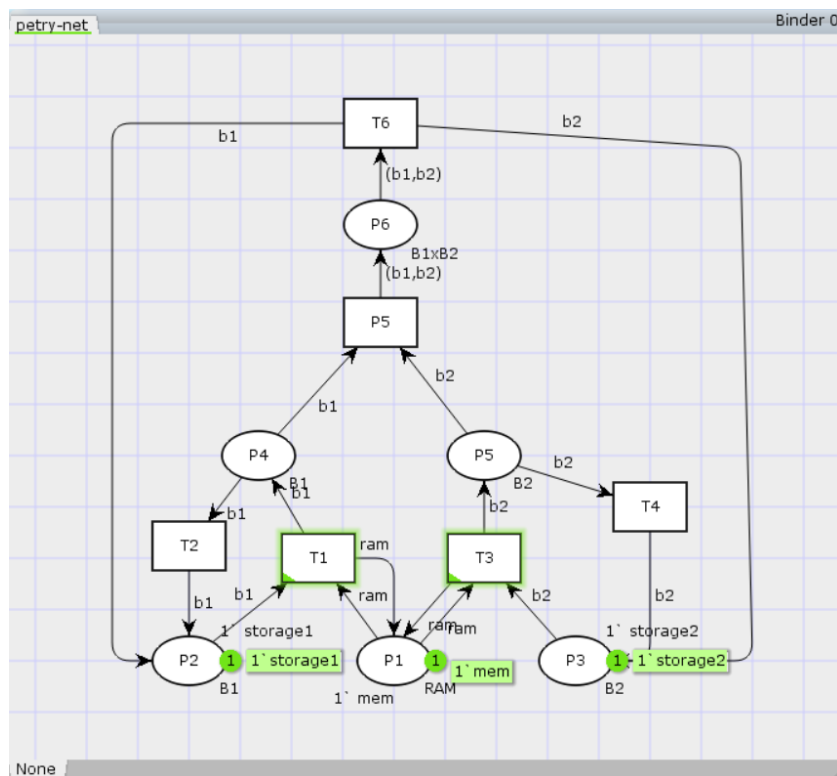 petry-net
Binder 0
T6
b1
b2
(b1,b2)
P6
B1xB2
(b1,b2)
P5
b1
b2
P4
B1
P5
B2
b1
b2
b1
b2
T4
T2
T1
ram
T3
b1
b1
ram
ram
ram
b2
b2
1` storage1
1` storage2
P2
1
1`storage1
B1
P1
1
1`mem
RAM
1` mem
P3
1
1`storage2
B2
None